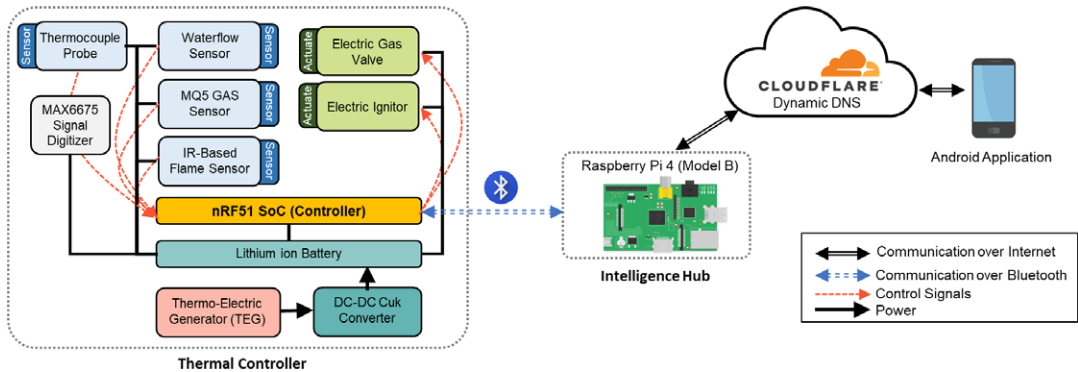 Sensor
Thermocouple
Probe
Waterflow
Sensor
Sensor
Actuate
Electric Gas
Valve
MAX6675
Signal
Digitizer
MQ5 GAS
Sensor
Sensor
Actuate
Electric Ignitor
IR-Based
Flame Sensor
Sensor
nRF51 SoC (Controller)
Lithium ion Battery
Thermo-Electric
Generator (TEG)
DC-DC Cuk
Converter
Thermal Controller
Raspberry Pi 4 (Model B)
Intelligence Hub
CLOUDFLARE
Dynamic DNS
Android Application
Communication over Internet
Communication over Bluetooth
Control Signals
Power